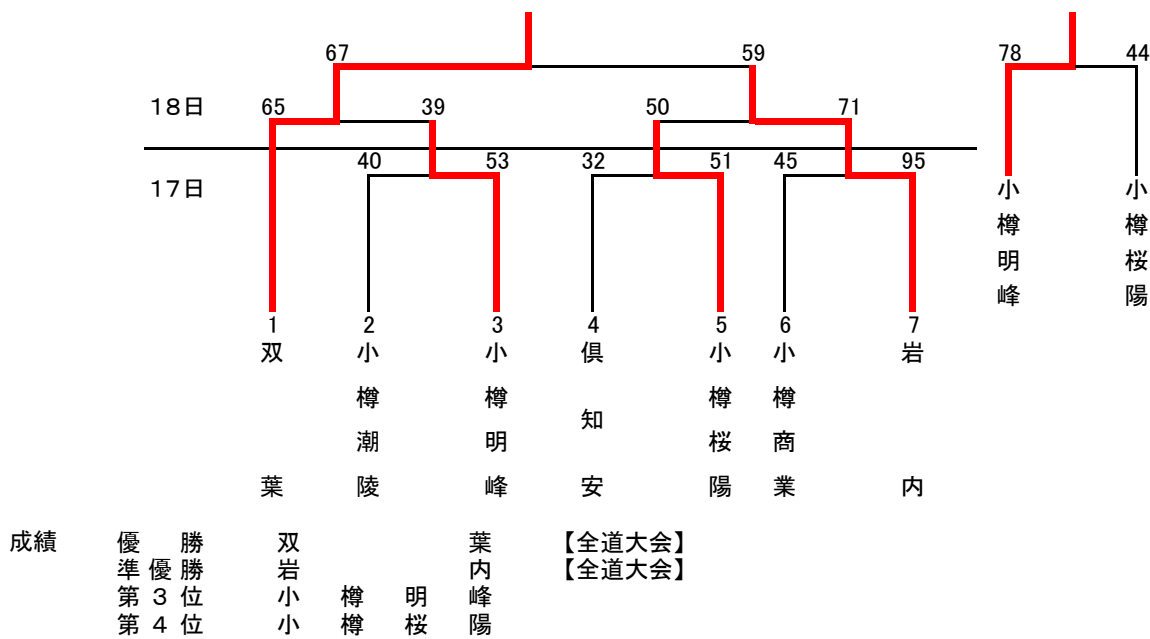 67 59 78 44
18日 65 39 50 71
40 53 32 51 45 95
17日
小樽明峰
小樽桜陽
1 2 3 4 5 6 7
双葉
小樽潮陵
小樽明峰
倶知安
小樽桜陽
小樽商業
岩内
成績 優勝 双葉 【全道大会】
準優勝 岩内 【全道大会】
第3位 小樽明峰
第4位 小樽桜陽